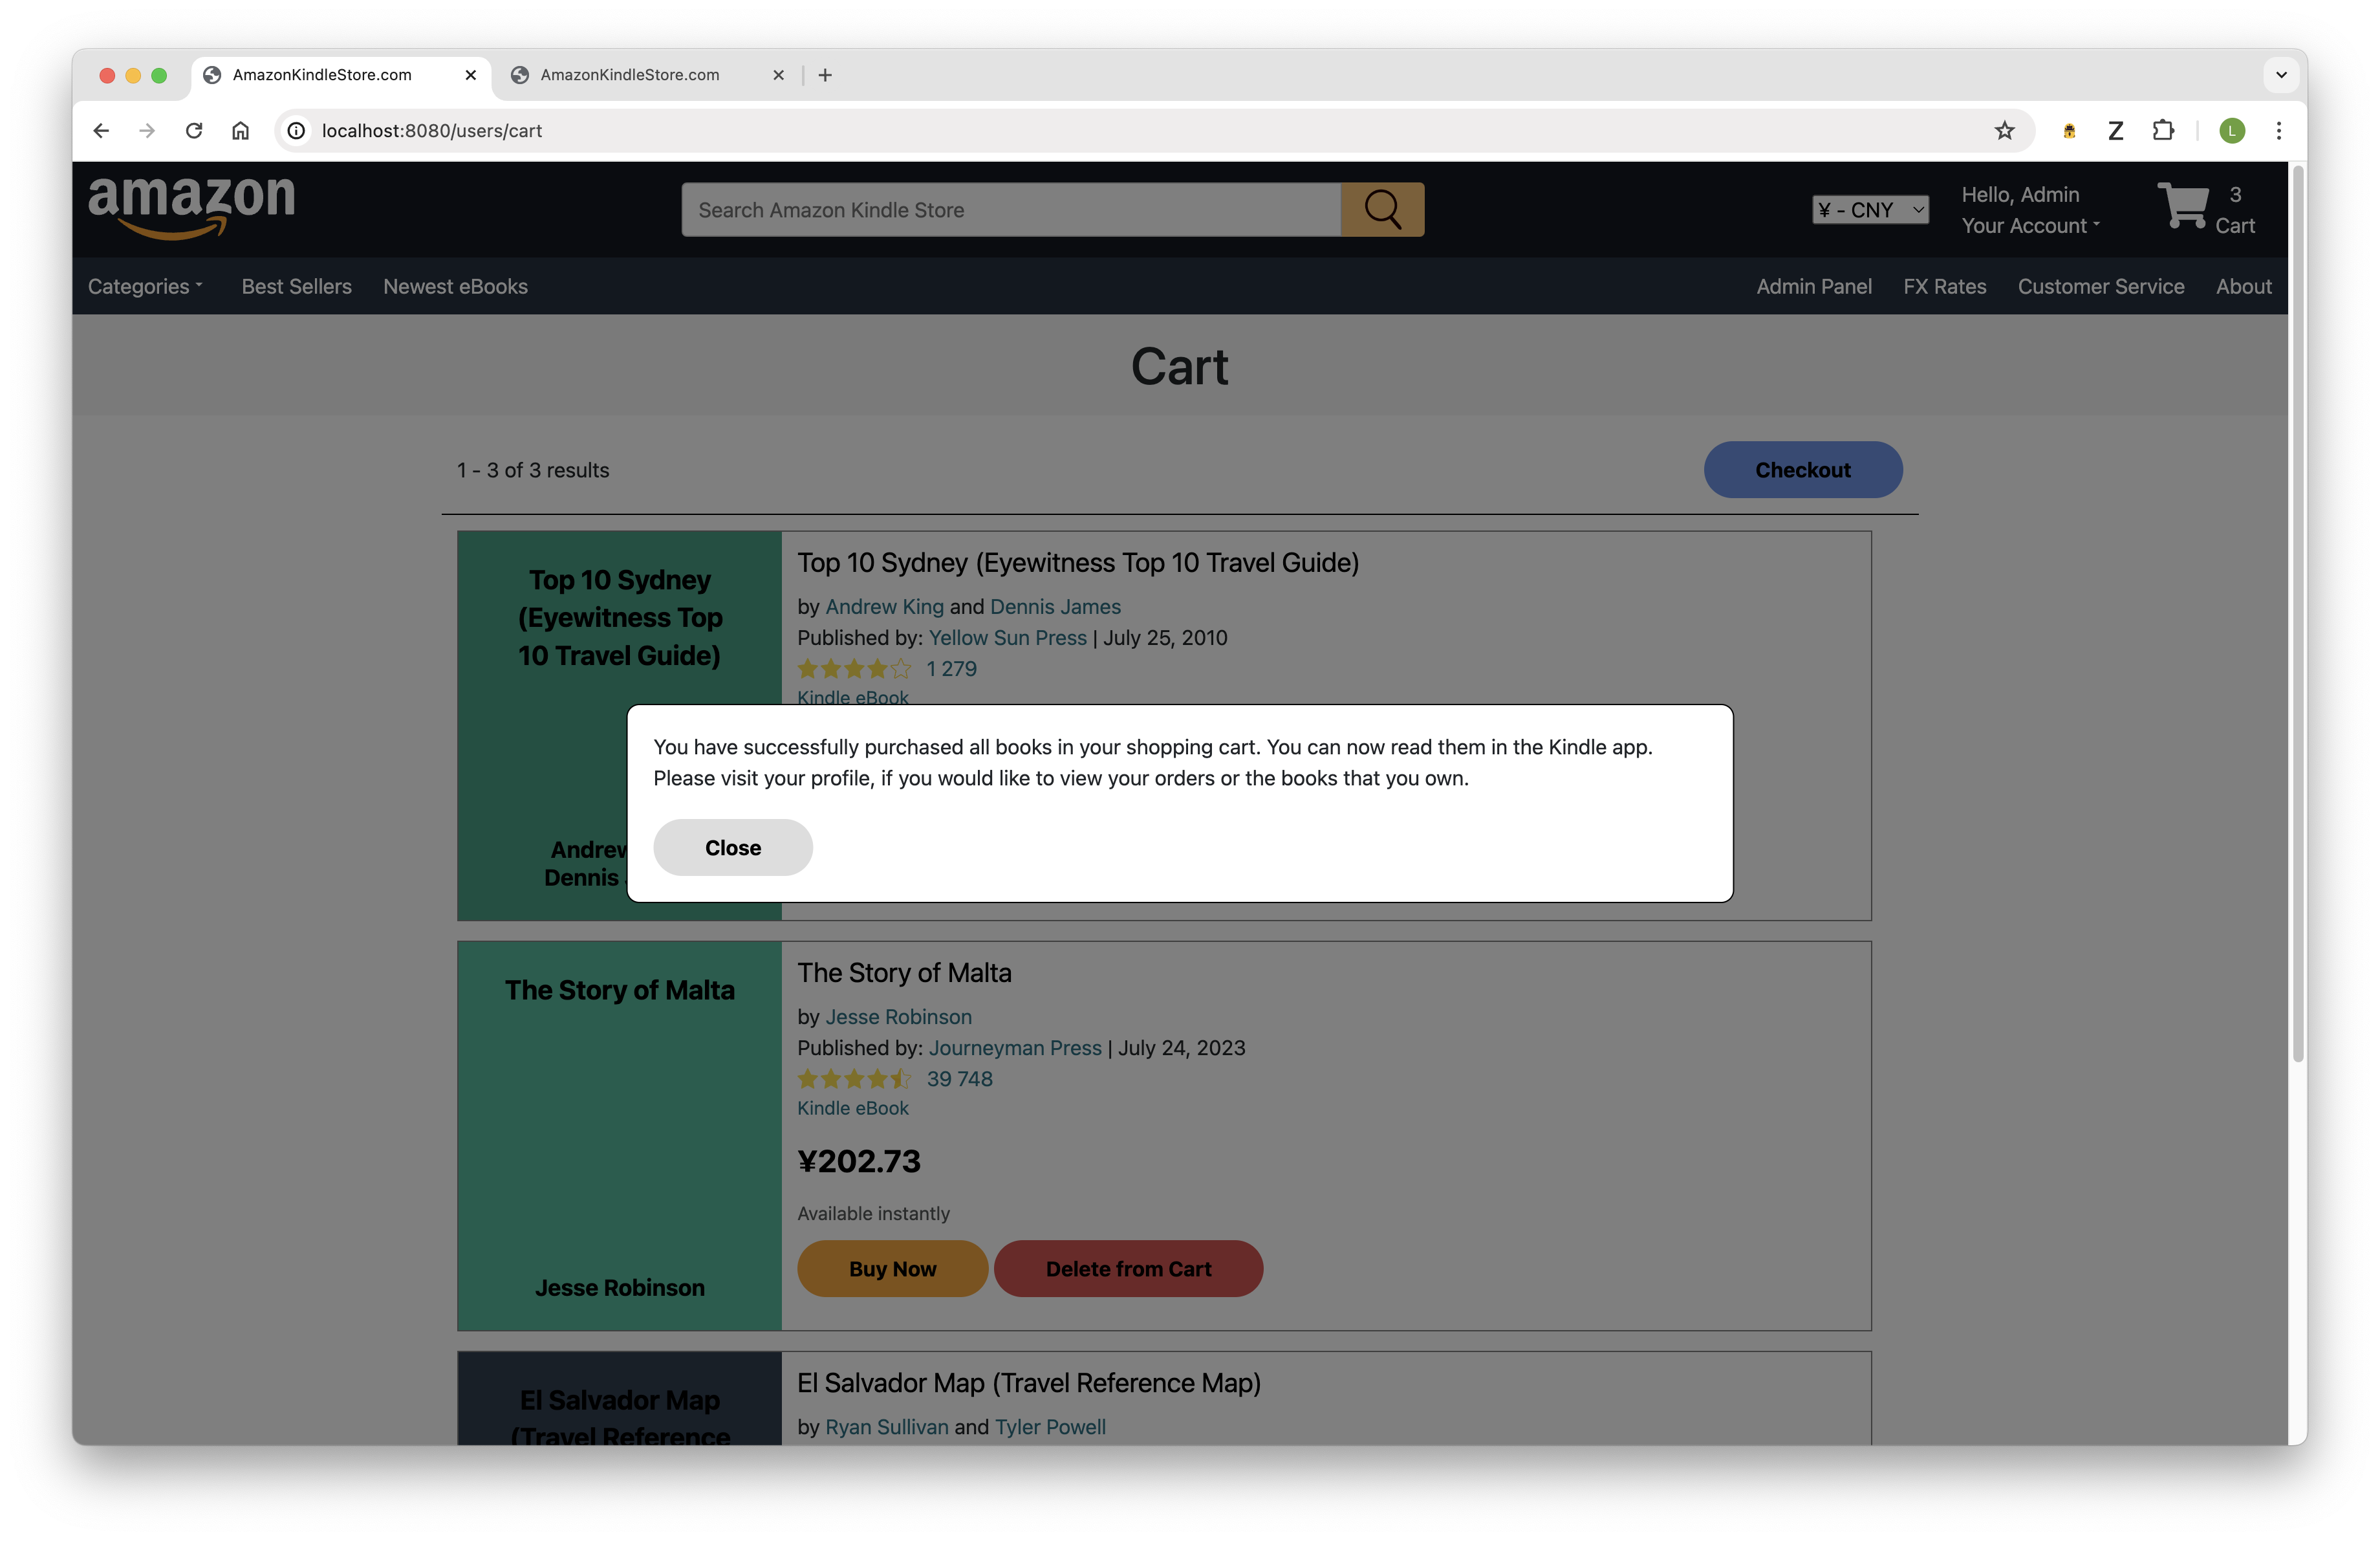 AmazonKindleStore.com
AmazonKindleStore.com
localhost:8080/users/cart
Z
L
amazon
Search Amazon Kindle Store
¥ - CNY
Hello, Admin
Your Account
3
Cart
Categories
Best Sellers
Newest eBooks
Admin Panel
FX Rates
Customer Service
About
Cart
1 - 3 of 3 results
Checkout
Top 10 Sydney
(Eyewitness Top
10 Travel Guide)
Andrew
Dennis
Top 10 Sydney (Eyewitness Top 10 Travel Guide)
by Andrew King and Dennis James
Published by: Yellow Sun Press | July 25, 2010
1 279
Kindle eBook
You have successfully purchased all books in your shopping cart. You can now read them in the Kindle app.
Please visit your profile, if you would like to view your orders or the books that you own.
Close
The Story of Malta
Jesse Robinson
The Story of Malta
by Jesse Robinson
Published by: Journeyman Press | July 24, 2023
39 748
Kindle eBook
¥202.73
Available instantly
Buy Now
Delete from Cart
El Salvador Map
(Travel Reference
El Salvador Map (Travel Reference Map)
by Ryan Sullivan and Tyler Powell